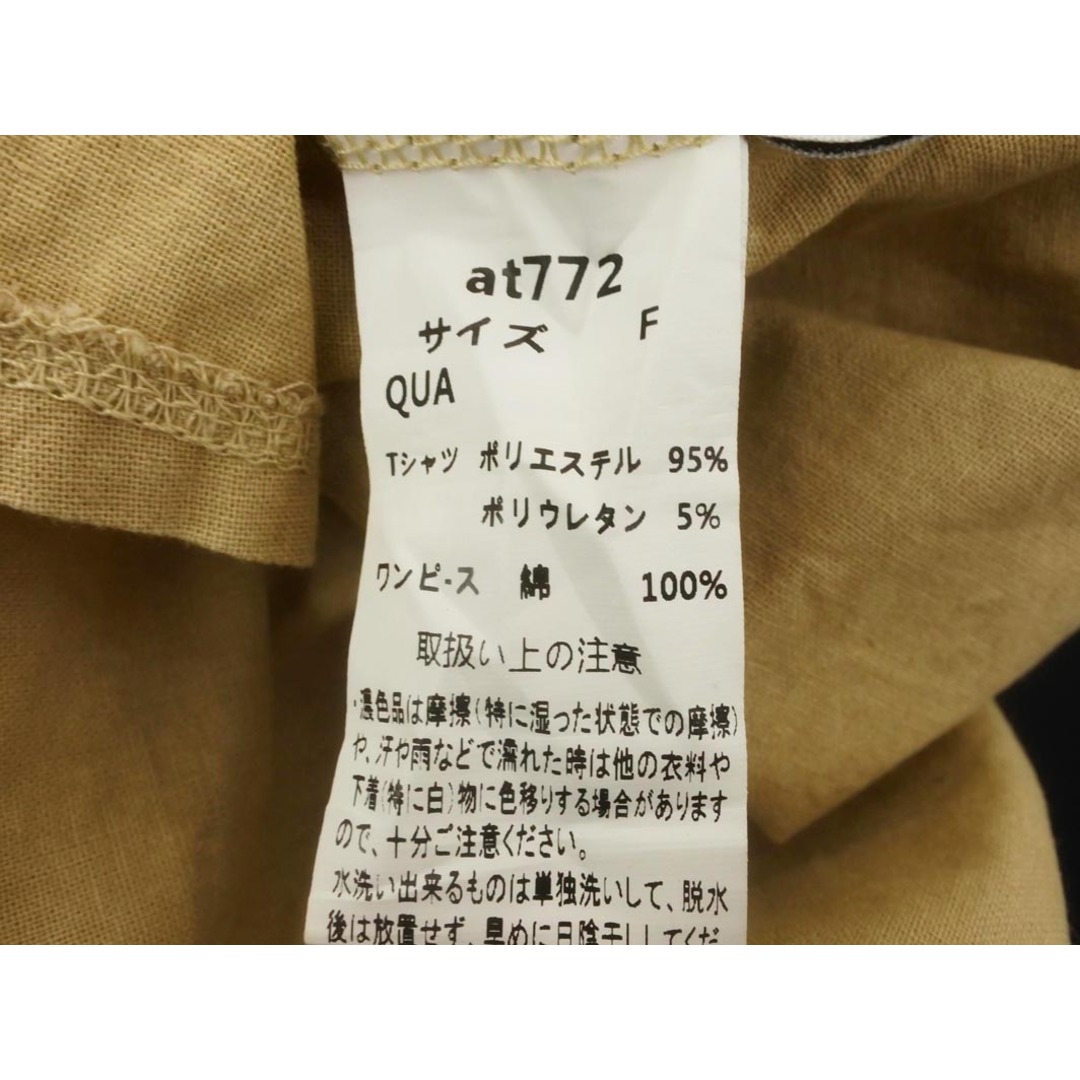 at772
サイズ F
QUA
Tシャツ ポリエステル 95%
ポリウレタン 5%
ワンピース 綿 100%
取扱い上の注意
・濃色品は摩擦(特に湿った状態での摩擦)
や、汗や雨などで濡れた時は他の衣料や
下着(特に白)物に色移りする場合があります
ので、十分ご注意ください。
水洗い出来るものは単独洗いして、脱水
後は放置せず、早めに日陰干ししてくだ